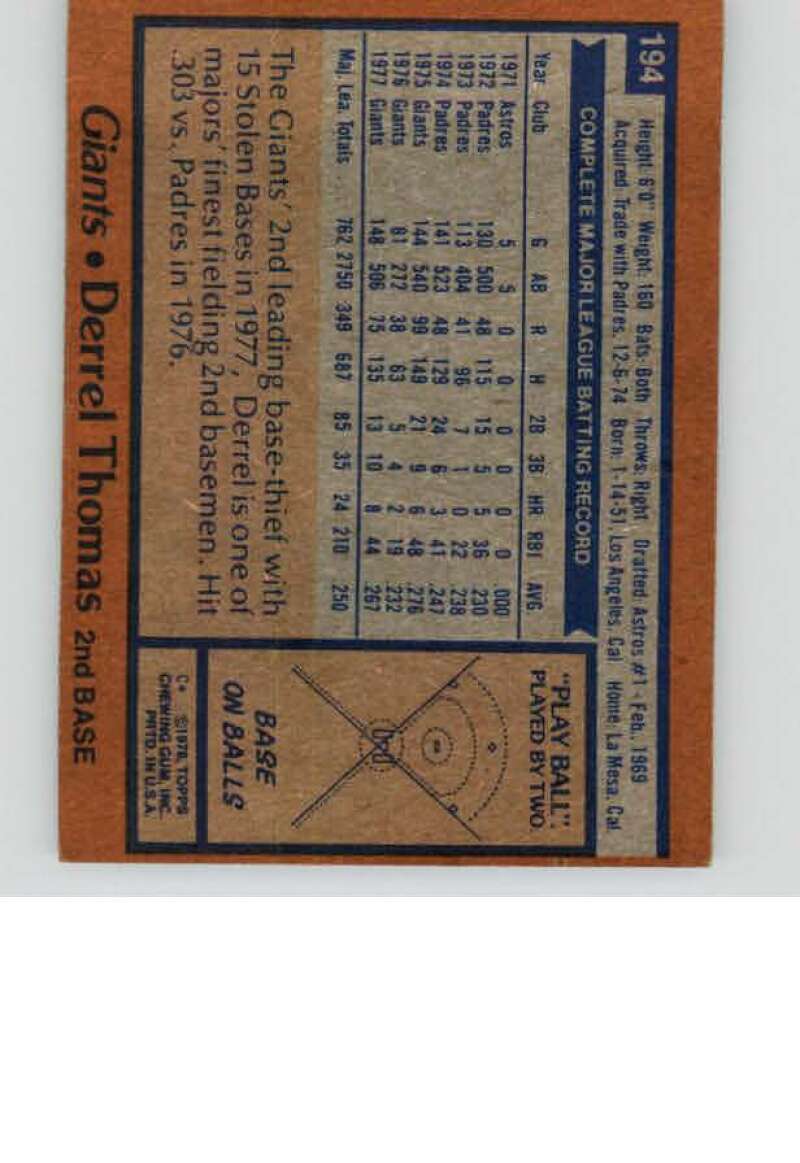 194
Height: 6'0" Weight: 160 Bats: Both Throws: Right Drafted: Astros #1 - Feb., 1969
Acquired: Trade with Padres, 12-6-74 Born: 1-14-51, Los Angeles, Cal Home: La Mesa, Cal
COMPLETE MAJOR LEAGUE BATTING RECORD
Year Club G AB R H 2B 3B HR RBI AVG
1971 Astros 5 5 0 0 0 0 0 0 .000
1972 Padres 130 500 48 115 15 5 5 36 .230
1973 Padres 113 404 41 96 7 1 0 22 .238
1974 Padres 141 523 48 129 24 6 3 41 .247
1975 Giants 144 540 99 149 21 9 6 48 .276
1976 Giants 81 272 38 63 5 4 2 19 .232
1977 Giants 148 506 75 135 13 10 8 44 .267
Maj. Lea. Totals 762 2750 349 687 85 35 24 210 .250
The Giants' 2nd leading base-thief with
15 Stolen Bases in 1977, Derrel is one of
majors' finest fielding 2nd basemen. Hit
.303 vs. Padres in 1976.
"PLAY BALL":
PLAYED BY TWO
BASE
ON BALLS
C* ©1978, TOPPS
CHEWING GUM, INC.
PRTD. IN U.S.A.
Giants • Derrel Thomas 2nd BASE